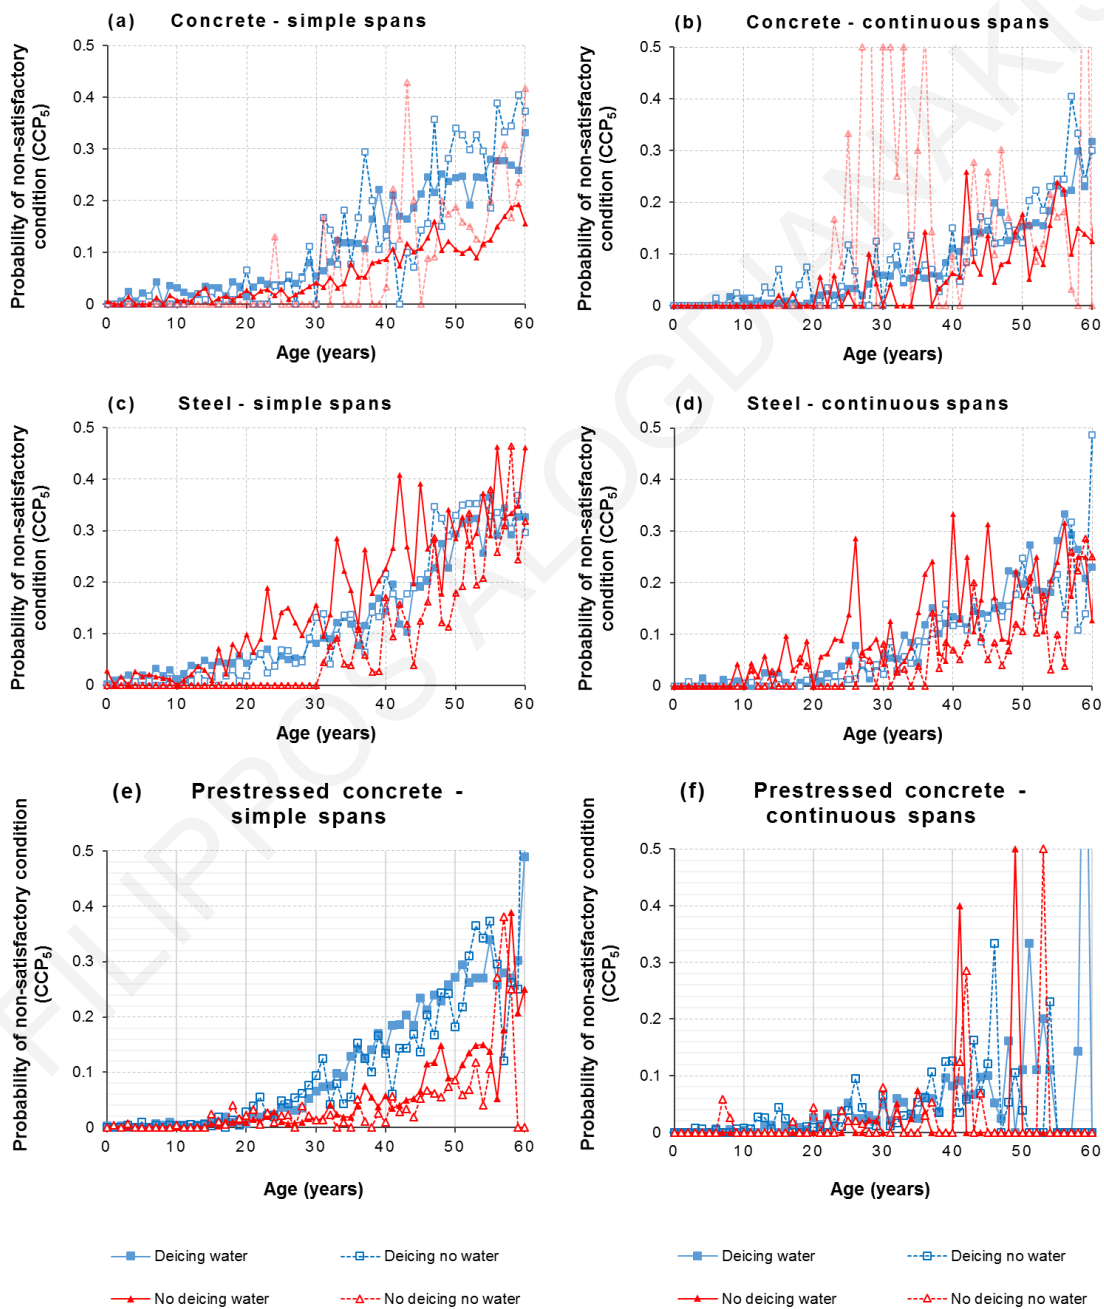 (a) Concrete - simple spans
Probability of non-satisfactory
condition (CCP5)
0.5
0.4
0.3
0.2
0.1
0
0 10 20 30 40 50 60
Age (years)
(b) Concrete - continuous spans
Probability of non-satisfactory
condition (CCP5)
0.5
0.4
0.3
0.2
0.1
0
0 10 20 30 40 50 60
Age (years)
(c) Steel - simple spans
Probability of non-satisfactory
condition (CCP5)
0.5
0.4
0.3
0.2
0.1
0
0 10 20 30 40 50 60
Age (years)
(d) Steel - continuous spans
Probability of non-satisfactory
condition (CCP5)
0.5
0.4
0.3
0.2
0.1
0
0 10 20 30 40 50 60
Age (years)
(e) Prestressed concrete -
simple spans
Probability of non-satisfactory condition
(CCP5)
0.5
0.4
0.3
0.2
0.1
0
0 10 20 30 40 50 60
Age (years)
(f) Prestressed concrete -
continuous spans
Probability of non-satisfactory condition
(CCP5)
0.5
0.4
0.3
0.2
0.1
0
0 10 20 30 40 50 60
Age (years)
Deicing water
Deicing no water
No deicing water
No deicing no water
Deicing water
Deicing no water
No deicing water
No deicing no water
FILIPPOS ALOGDIANAKIS